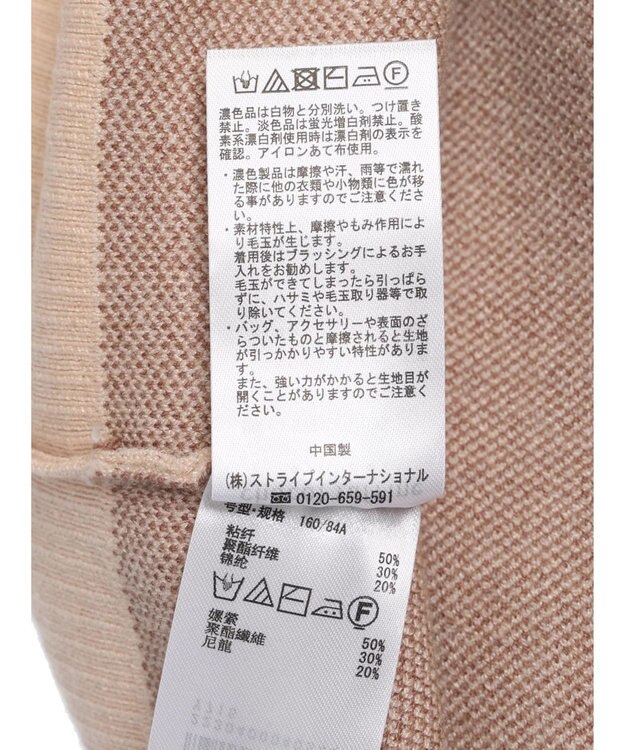 濃色品は白物と分別洗い。つけ置き
禁止。淡色品は蛍光増白剤禁止。酸
素系漂白剤使用時は漂白剤の表示を
確認。アイロンあて布使用。
・濃色製品は摩擦や汗、雨等で濡れ
た際に他の衣類や小物類に色が移
る事がありますのでご注意くださ
い。
・素材特性上、摩擦やもみ作用によ
り毛玉が生じます。
着用後はブラッシングによるお手
入れをお勧めします。
毛玉ができてしまったら引っぱら
ずに、ハサミや毛玉取り器等で取
り除いてください。
・バッグ、アクセサリーや表面のざ
らついたものと摩擦されると生地
が引っかかりやすい特性がありま
す。
また、強い力がかかると生地目が
開くことがありますのでご注意く
ださい。
中国製
(株)ストライプインターナショナル
0120-659-591
号型·规格 160/84A
粘纤 50%
聚酯纤维 30%
锦纶 20%
F
嫘縈 50%
聚酯纖維 30%
尼龍 20%